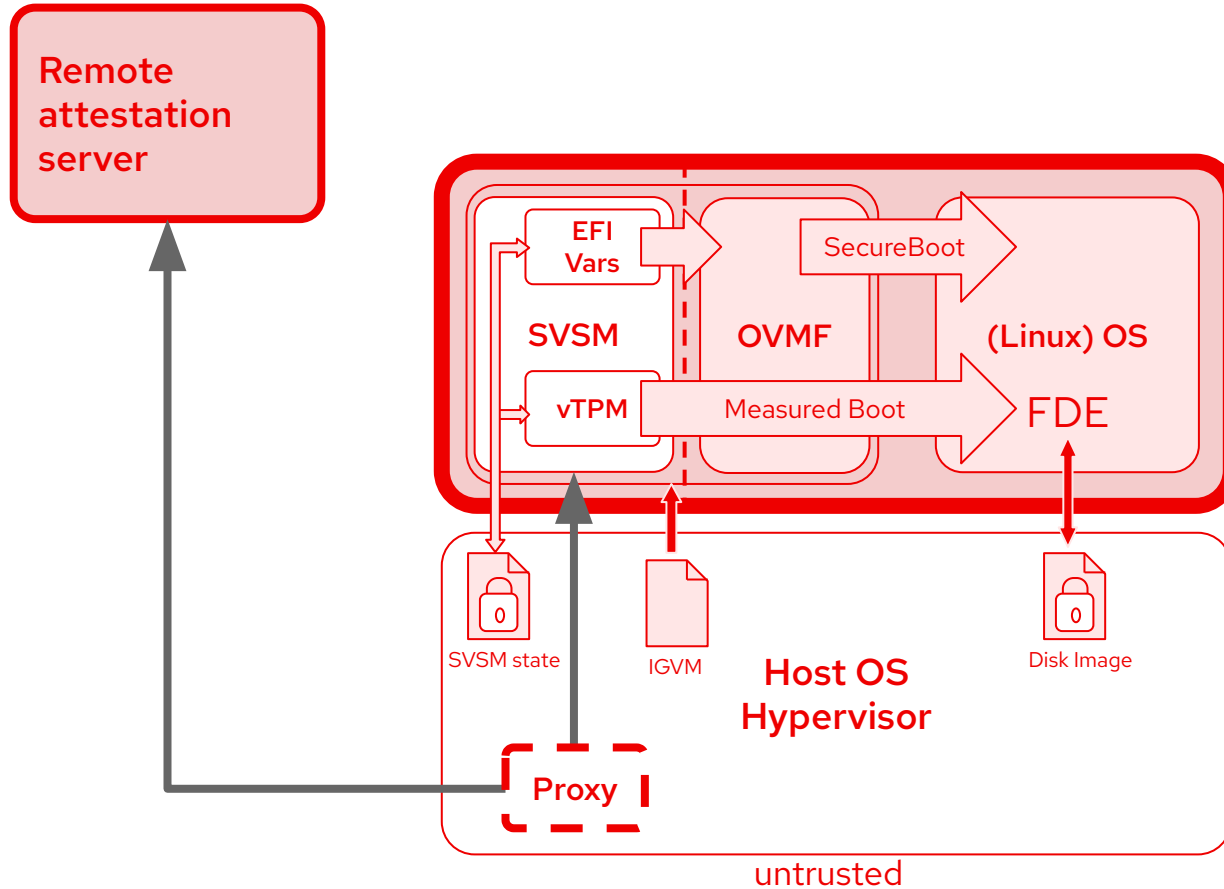 Remote
attestation
server
EFI
Vars
SecureBoot
SVSM
OVMF
(Linux) OS
vTPM
Measured Boot
FDE
SVSM state
IGVM
Disk Image
Host OS
Hypervisor
Proxy
untrusted